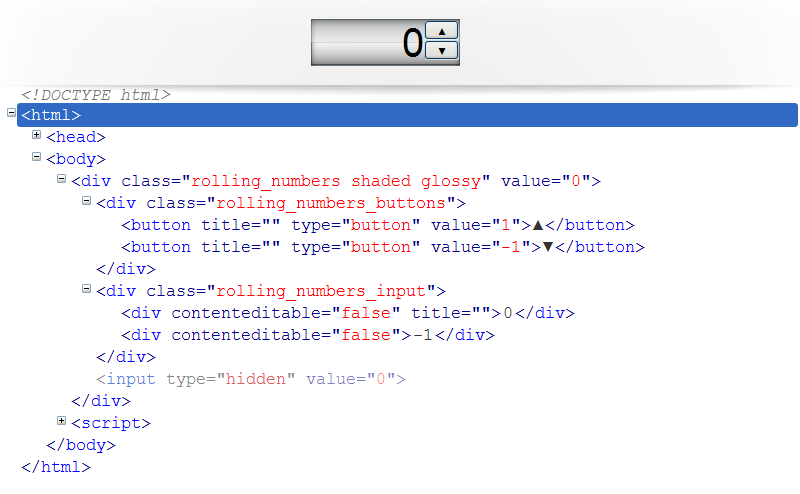 0 ▲
▼
<!DOCTYPE html>
<html>
<head>
<body>
<div class="rolling_numbers shaded glossy" value="0">
<div class="rolling_numbers_buttons">
<button title="" type="button" value="1">▲</button>
<button title="" type="button" value="-1">▼</button>
</div>
<div class="rolling_numbers_input">
<div contenteditable="false" title="">0</div>
<div contenteditable="false">-1</div>
</div>
<input type="hidden" value="0">
</div>
<script>
</body>
</html>